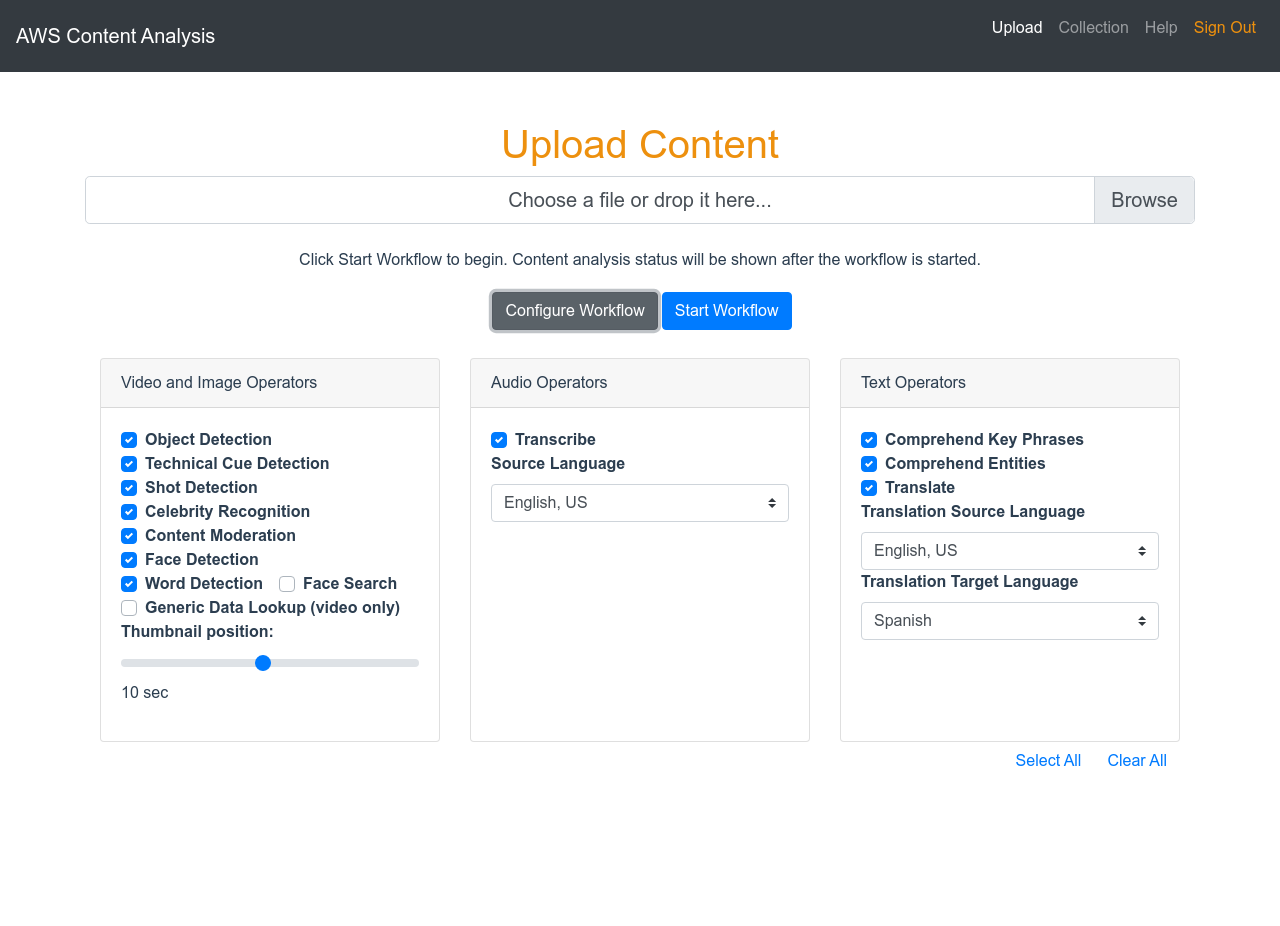 AWS Content Analysis
Upload Collection Help Sign Out
Upload Content
Choose a file or drop it here... Browse
Click Start Workflow to begin. Content analysis status will be shown after the workflow is started.
Configure Workflow Start Workflow
Video and Image Operators
Object Detection
Technical Cue Detection
Shot Detection
Celebrity Recognition
Content Moderation
Face Detection
Word Detection Face Search
Generic Data Lookup (video only)
Thumbnail position:
10 sec
Audio Operators
Transcribe
Source Language
English, US
Text Operators
Comprehend Key Phrases
Comprehend Entities
Translate
Translation Source Language
English, US
Translation Target Language
Spanish
Select All Clear All